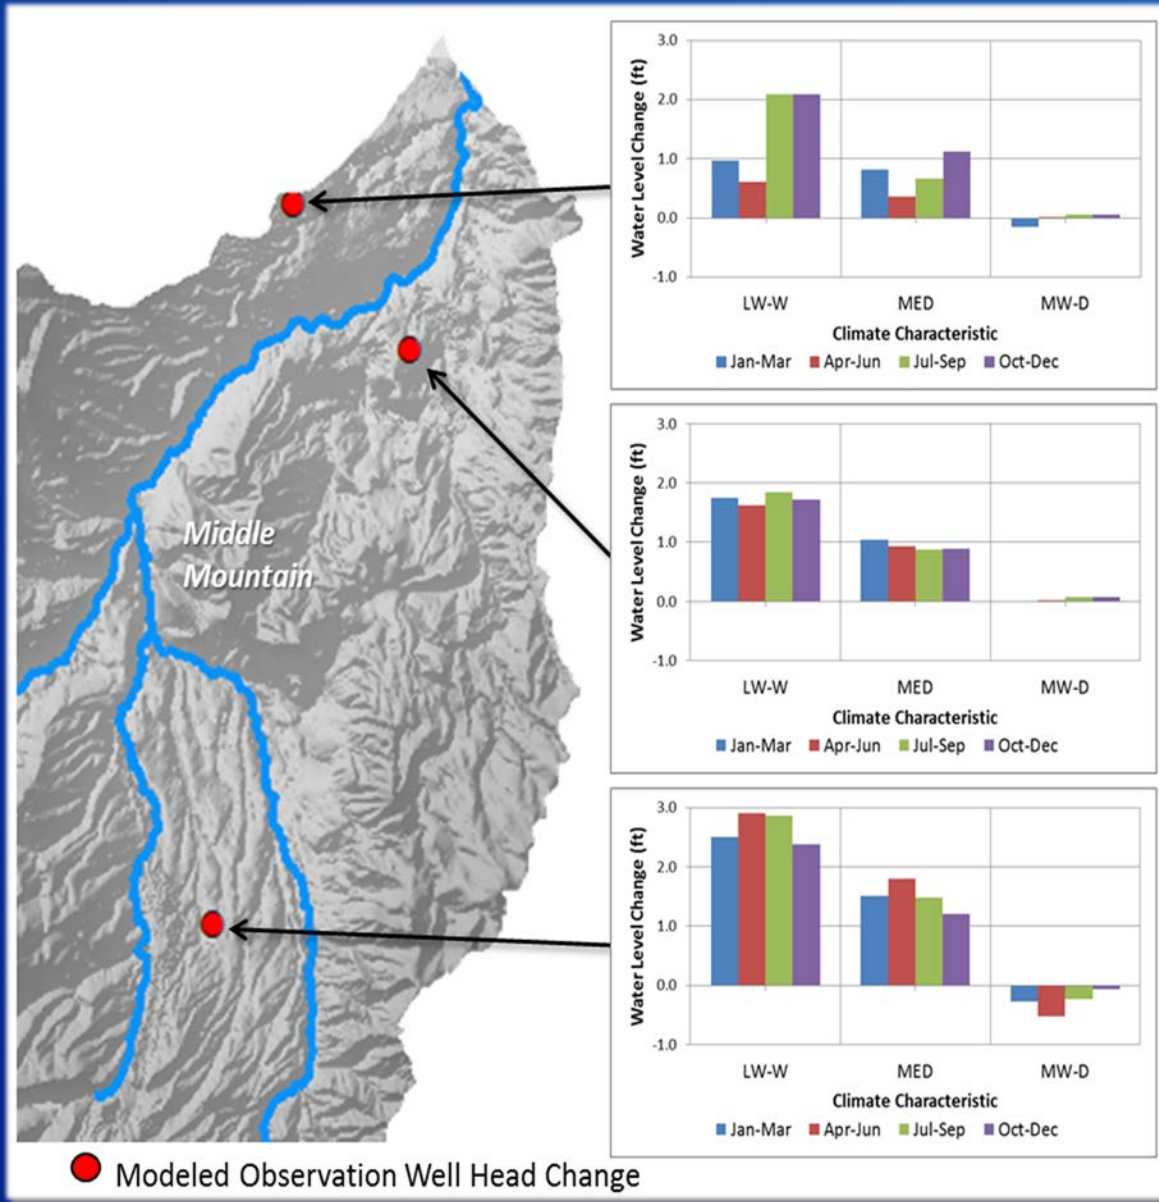 3.0
2.0
1.0
0.0
-1.0
Water Level Change (ft)
LW-W MED MW-D
Climate Characteristic
Jan-Mar Apr-Jun Jul-Sep Oct-Dec
3.0
2.0
1.0
0.0
-1.0
Water Level Change (ft)
LW-W MED MW-D
Climate Characteristic
Jan-Mar Apr-Jun Jul-Sep Oct-Dec
Middle
Mountain
3.0
2.0
1.0
0.0
-1.0
Water Level Change (ft)
LW-W MED MW-D
Climate Characteristic
Jan-Mar Apr-Jun Jul-Sep Oct-Dec
Modeled Observation Well Head Change